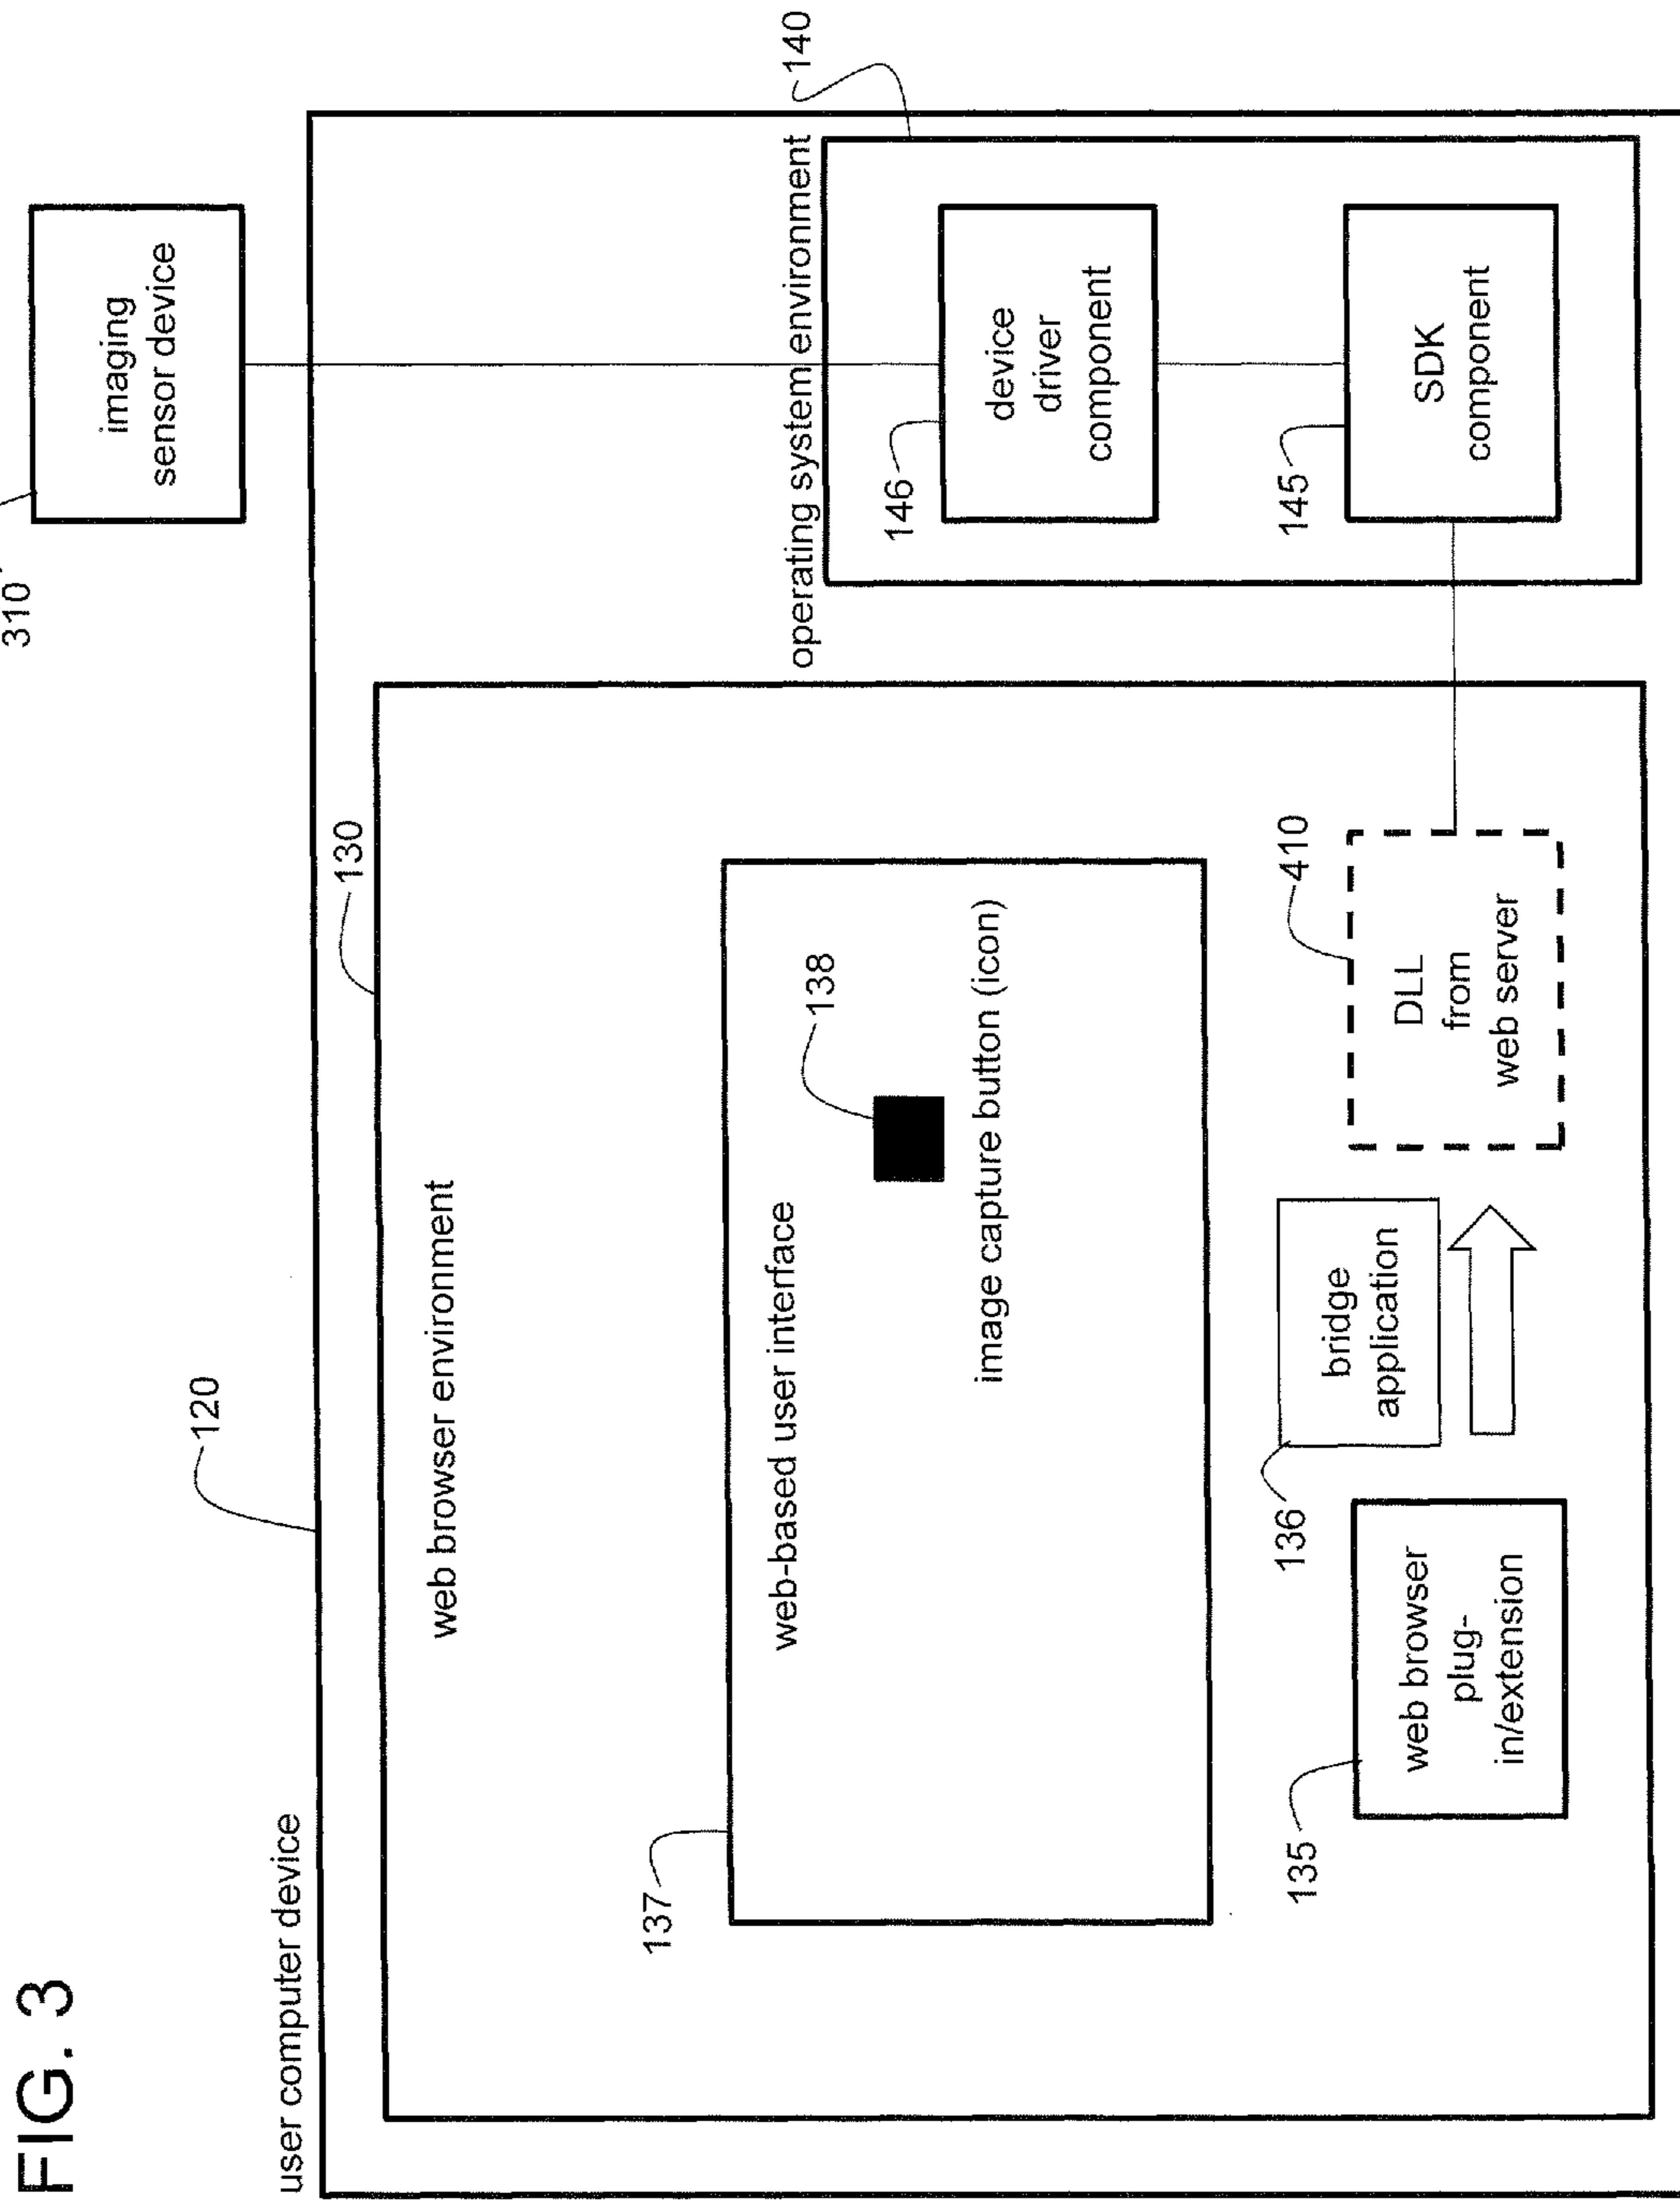 FIG. 3
310
imaging
sensor device
user computer device
120
130
web browser environment
operating system environment
140
137
web-based user interface
138
image capture button (icon)
146
device
driver
component
145
SDK
component
135
web browser
plug-
in/extension
136
bridge
application
410
DLL
from
web server